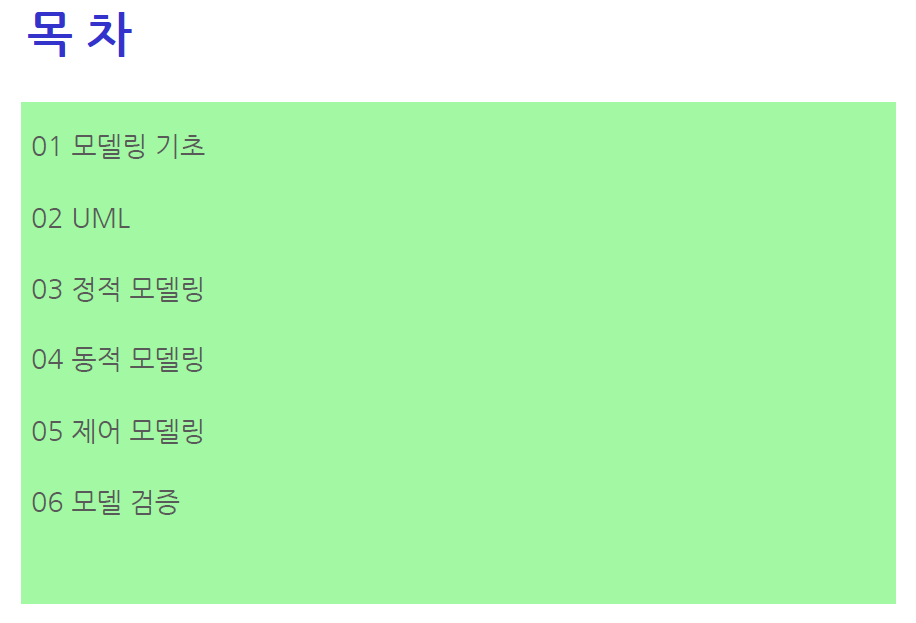 목 차
01 모델링 기초
02 UML
03 정적 모델링
04 동적 모델링
05 제어 모델링
06 모델 검증